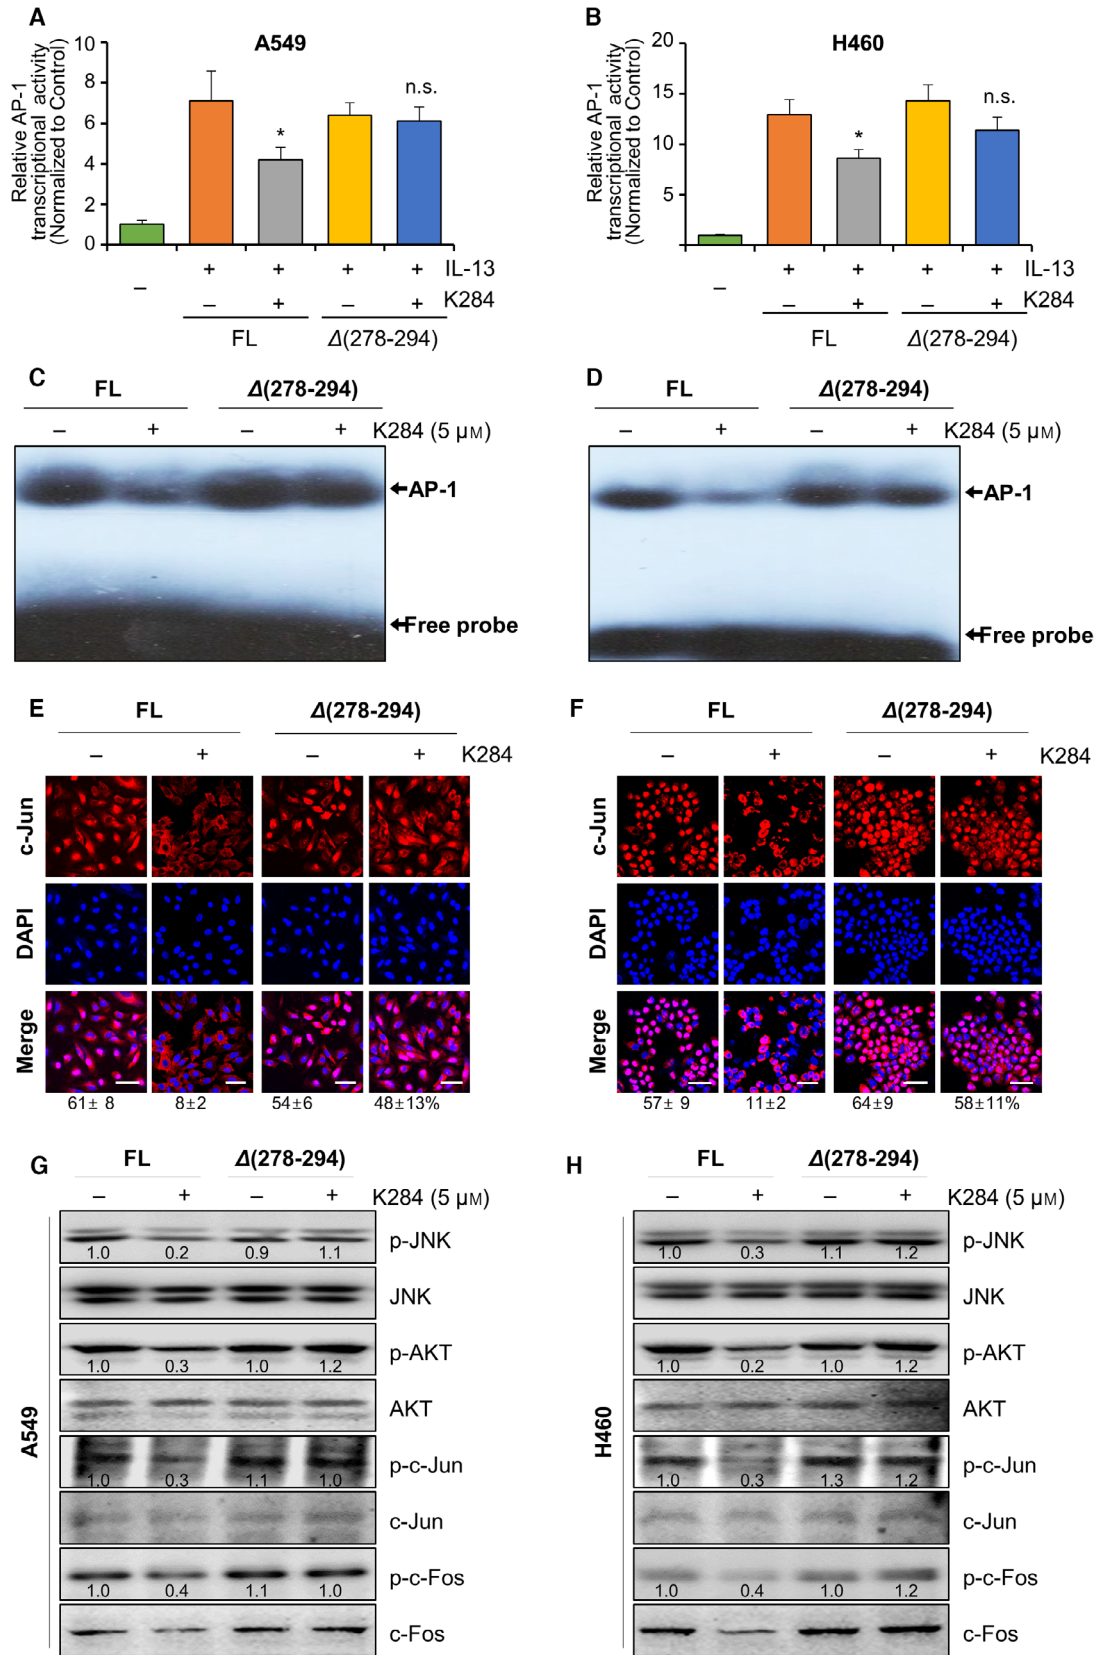 A
A549
Relative AP-1
transcriptional activity
(Normalized to Control)
10
8
6
4
2
0
*
n.s.
+ + + + IL-13
–
– + – + K284
FL Δ(278-294)
B
H460
Relative AP-1
transcriptional activity
(Normalized to Control)
20
15
10
5
*
n.s.
+ + + + IL-13
–
– + – + K284
FL Δ(278-294)
C
FL Δ(278-294)
– + – + K284 (5 μM)
AP-1
Free probe
D
FL Δ(278-294)
– + – + K284 (5 μM)
AP-1
Free probe
E
FL Δ(278-294)
– + – + K284
c-Jun
DAPI
Merge
61± 8 8±2 54±6 48±13%
F
FL Δ(278-294)
– + – + K284
c-Jun
DAPI
Merge
57± 9 11±2 64±9 58±11%
G
FL Δ(278-294)
– + – + K284 (5 μM)
A549
p-JNK
1.0 0.2 0.9 1.1
JNK
p-AKT
1.0 0.3 1.0 1.2
AKT
p-c-Jun
1.0 0.3 1.1 1.0
c-Jun
p-c-Fos
1.0 0.4 1.1 1.0
c-Fos
H
FL Δ(278-294)
– + – + K284 (5 μM)
H460
p-JNK
1.0 0.3 1.1 1.2
JNK
p-AKT
1.0 0.2 1.0 1.2
AKT
p-c-Jun
1.0 0.3 1.3 1.2
c-Jun
p-c-Fos
1.0 0.4 1.0 1.2
c-Fos